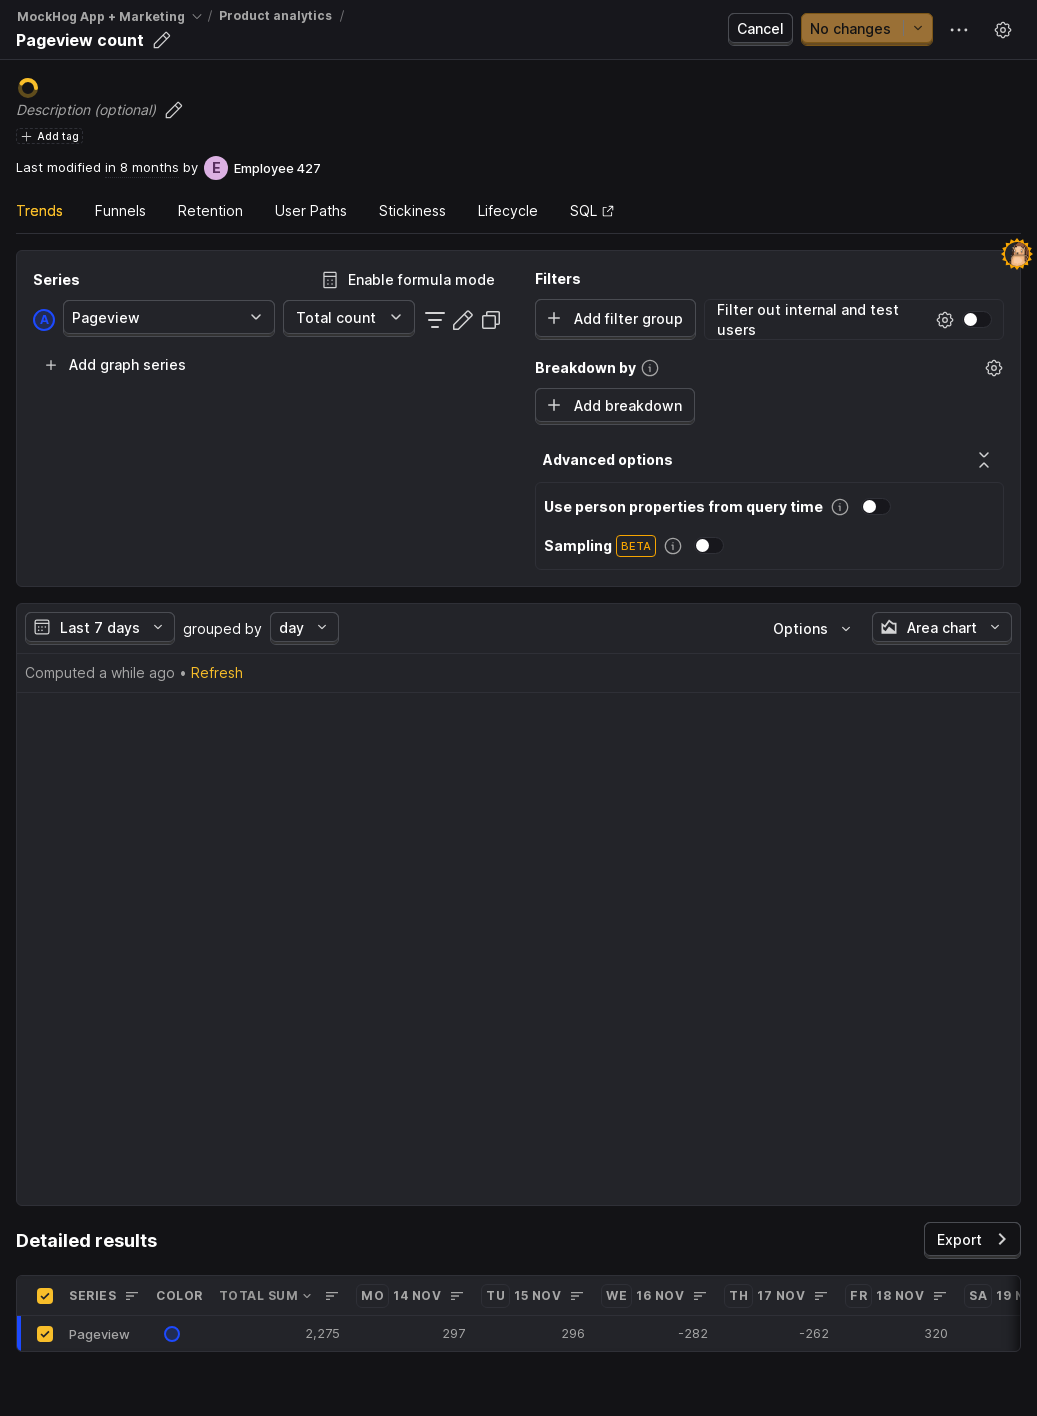 MockHog App + Marketing / Product analytics /
Pageview count
Cancel
No changes
Description (optional)
Add tag
Last modified in 8 months by E Employee 427
Trends Funnels Retention User Paths Stickiness Lifecycle SQL
Series
Enable formula mode
A Pageview Total count
Add graph series
Filters
Add filter group
Filter out internal and test
users
Breakdown by
Add breakdown
Advanced options
Use person properties from query time
Sampling BETA
Last 7 days grouped by day Options Area chart
Computed a while ago • Refresh
Detailed results
Export
SERIES COLOR TOTAL SUM MO 14 NOV TU 15 NOV WE 16 NOV TH 17 NOV FR 18 NOV SA 19 N
Pageview 2,275 297 296 -282 -262 320